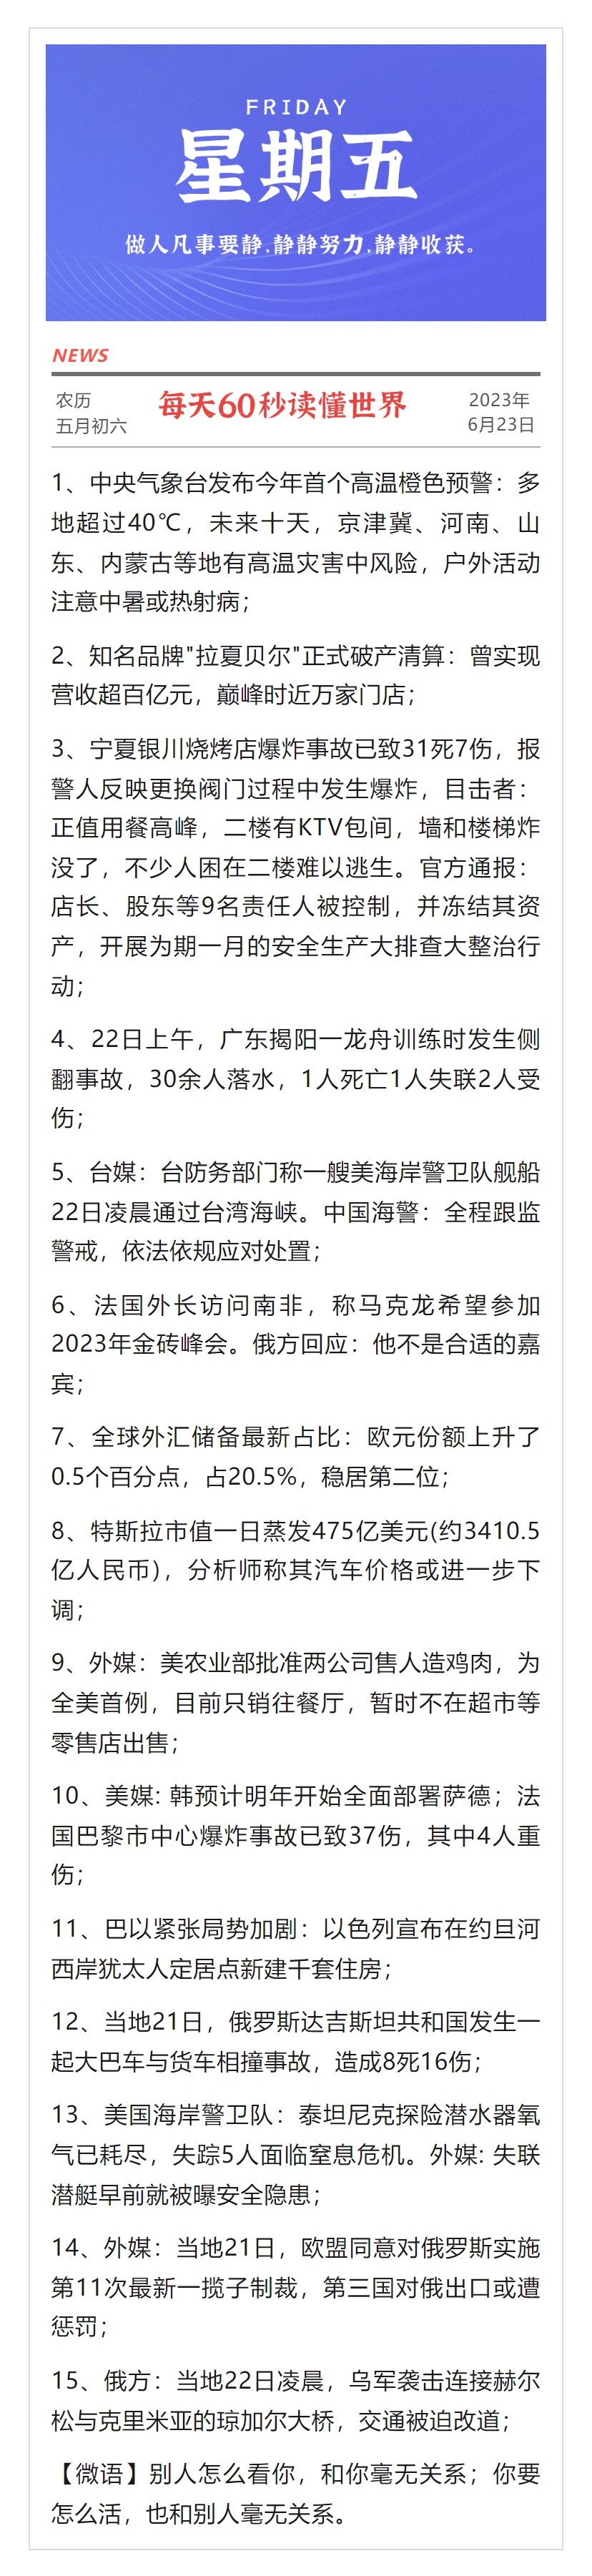 FRIDAY
星期五
做人凡事要静,静静努力,静静收获。
NEWS
农历
五月初六
每天60秒读懂世界
2023年
6月23日
1、中央气象台发布今年首个高温橙色预警：多
地超过40℃，未来十天，京津冀、河南、山
东、内蒙古等地有高温灾害中风险，户外活动
注意中暑或热射病；
2、知名品牌"拉夏贝尔"正式破产清算：曾实现
营收超百亿元，巅峰时近万家门店；
3、宁夏银川烧烤店爆炸事故已致31死7伤，报
警人反映更换阀门过程中发生爆炸，目击者：
正值用餐高峰，二楼有KTV包间，墙和楼梯炸
没了，不少人困在二楼难以逃生。官方通报：
店长、股东等9名责任人被控制，并冻结其资
产，开展为期一月的安全生产大排查大整治行
动；
4、22日上午，广东揭阳一龙舟训练时发生侧
翻事故，30余人落水，1人死亡1人失联2人受
伤；
5、台媒：台防务部门称一艘美海岸警卫队舰船
22日凌晨通过台湾海峡。中国海警：全程跟监
警戒，依法依规应对处置；
6、法国外长访问南非，称马克龙希望参加
2023年金砖峰会。俄方回应：他不是合适的嘉
宾；
7、全球外汇储备最新占比：欧元份额上升了
0.5个百分点，占20.5%，稳居第二位；
8、特斯拉市值一日蒸发475亿美元(约3410.5
亿人民币)，分析师称其汽车价格或进一步下
调；
9、外媒：美农业部批准两公司售人造鸡肉，为
全美首例，目前只销往餐厅，暂时不在超市等
零售店出售；
10、美媒: 韩预计明年开始全面部署萨德；法
国巴黎市中心爆炸事故已致37伤，其中4人重
伤；
11、巴以紧张局势加剧：以色列宣布在约旦河
西岸犹太人定居点新建千套住房；
12、当地21日，俄罗斯达吉斯坦共和国发生一
起大巴车与货车相撞事故，造成8死16伤；
13、美国海岸警卫队：泰坦尼克探险潜水器氧
气已耗尽，失踪5人面临窒息危机。外媒: 失联
潜艇早前就被曝安全隐患；
14、外媒：当地21日，欧盟同意对俄罗斯实施
第11次最新一揽子制裁，第三国对俄出口或遭
惩罚；
15、俄方：当地22日凌晨，乌军袭击连接赫尔
松与克里米亚的琼加尔大桥，交通被迫改道；
【微语】别人怎么看你，和你毫无关系；你要
怎么活，也和别人毫无关系。